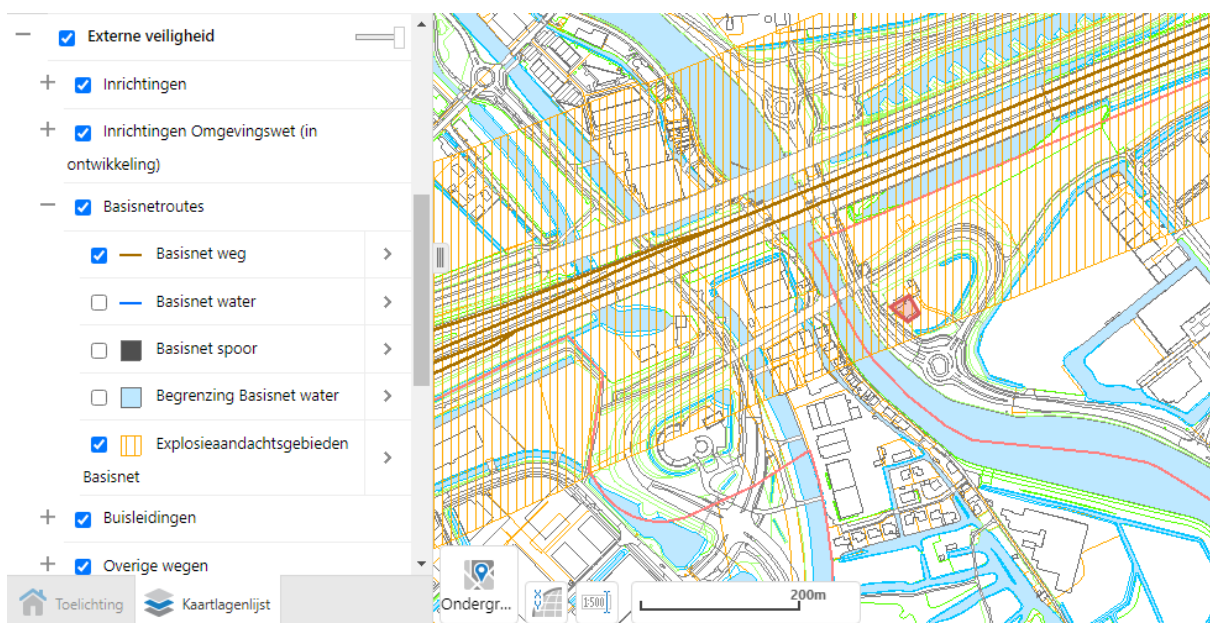 Externe veiligheid
Inrichtingen
Inrichtingen Omgevingswet (in
ontwikkeling)
Basisnetroutes
Basisnet weg
Basisnet water
Basisnet spoor
Begrenzing Basisnet water
Explosieaandachtsgebieden
Basisnet
Buisleidingen
Overige wegen
Toelichting
Kaartlagenlijst
Ondergr...
X
Y
1:500
200m